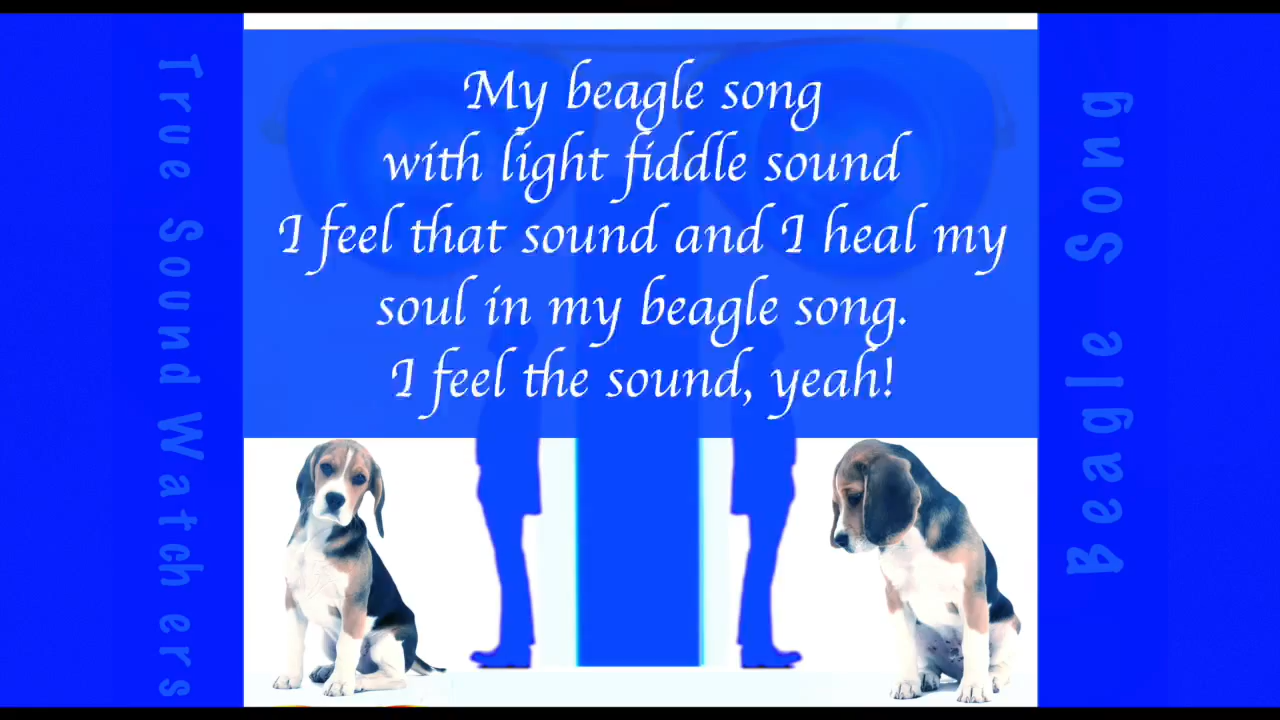 True Sound Watchers
My beagle song
with light fiddle sound
I feel that sound and I heal my
soul in my beagle song.
I feel the sound, yeah!
Beagle Song